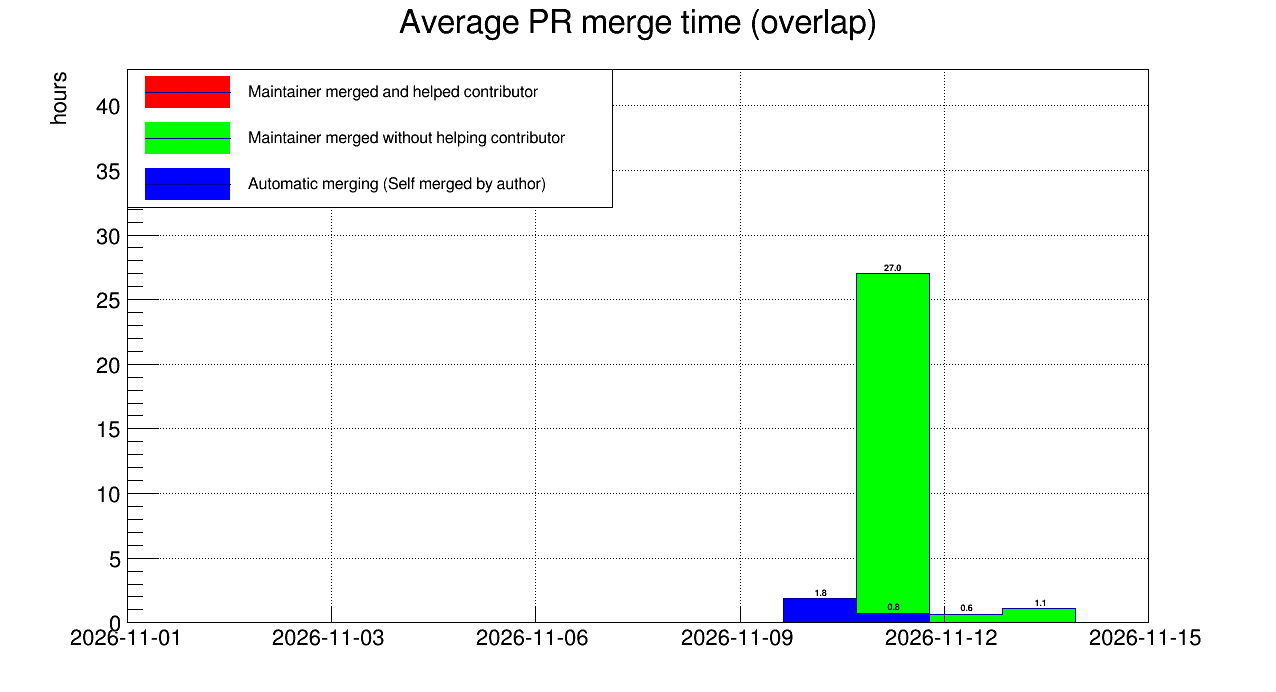 Average PR merge time (overlap)
hours
Maintainer merged and helped contributor
Maintainer merged without helping contributor
Automatic merging (Self merged by author)
40
35
30
25
20
15
10
5
0
27.0
1.8
0.8
0.6
1.1
2026-11-01 2026-11-03 2026-11-06 2026-11-09 2026-11-12 2026-11-15